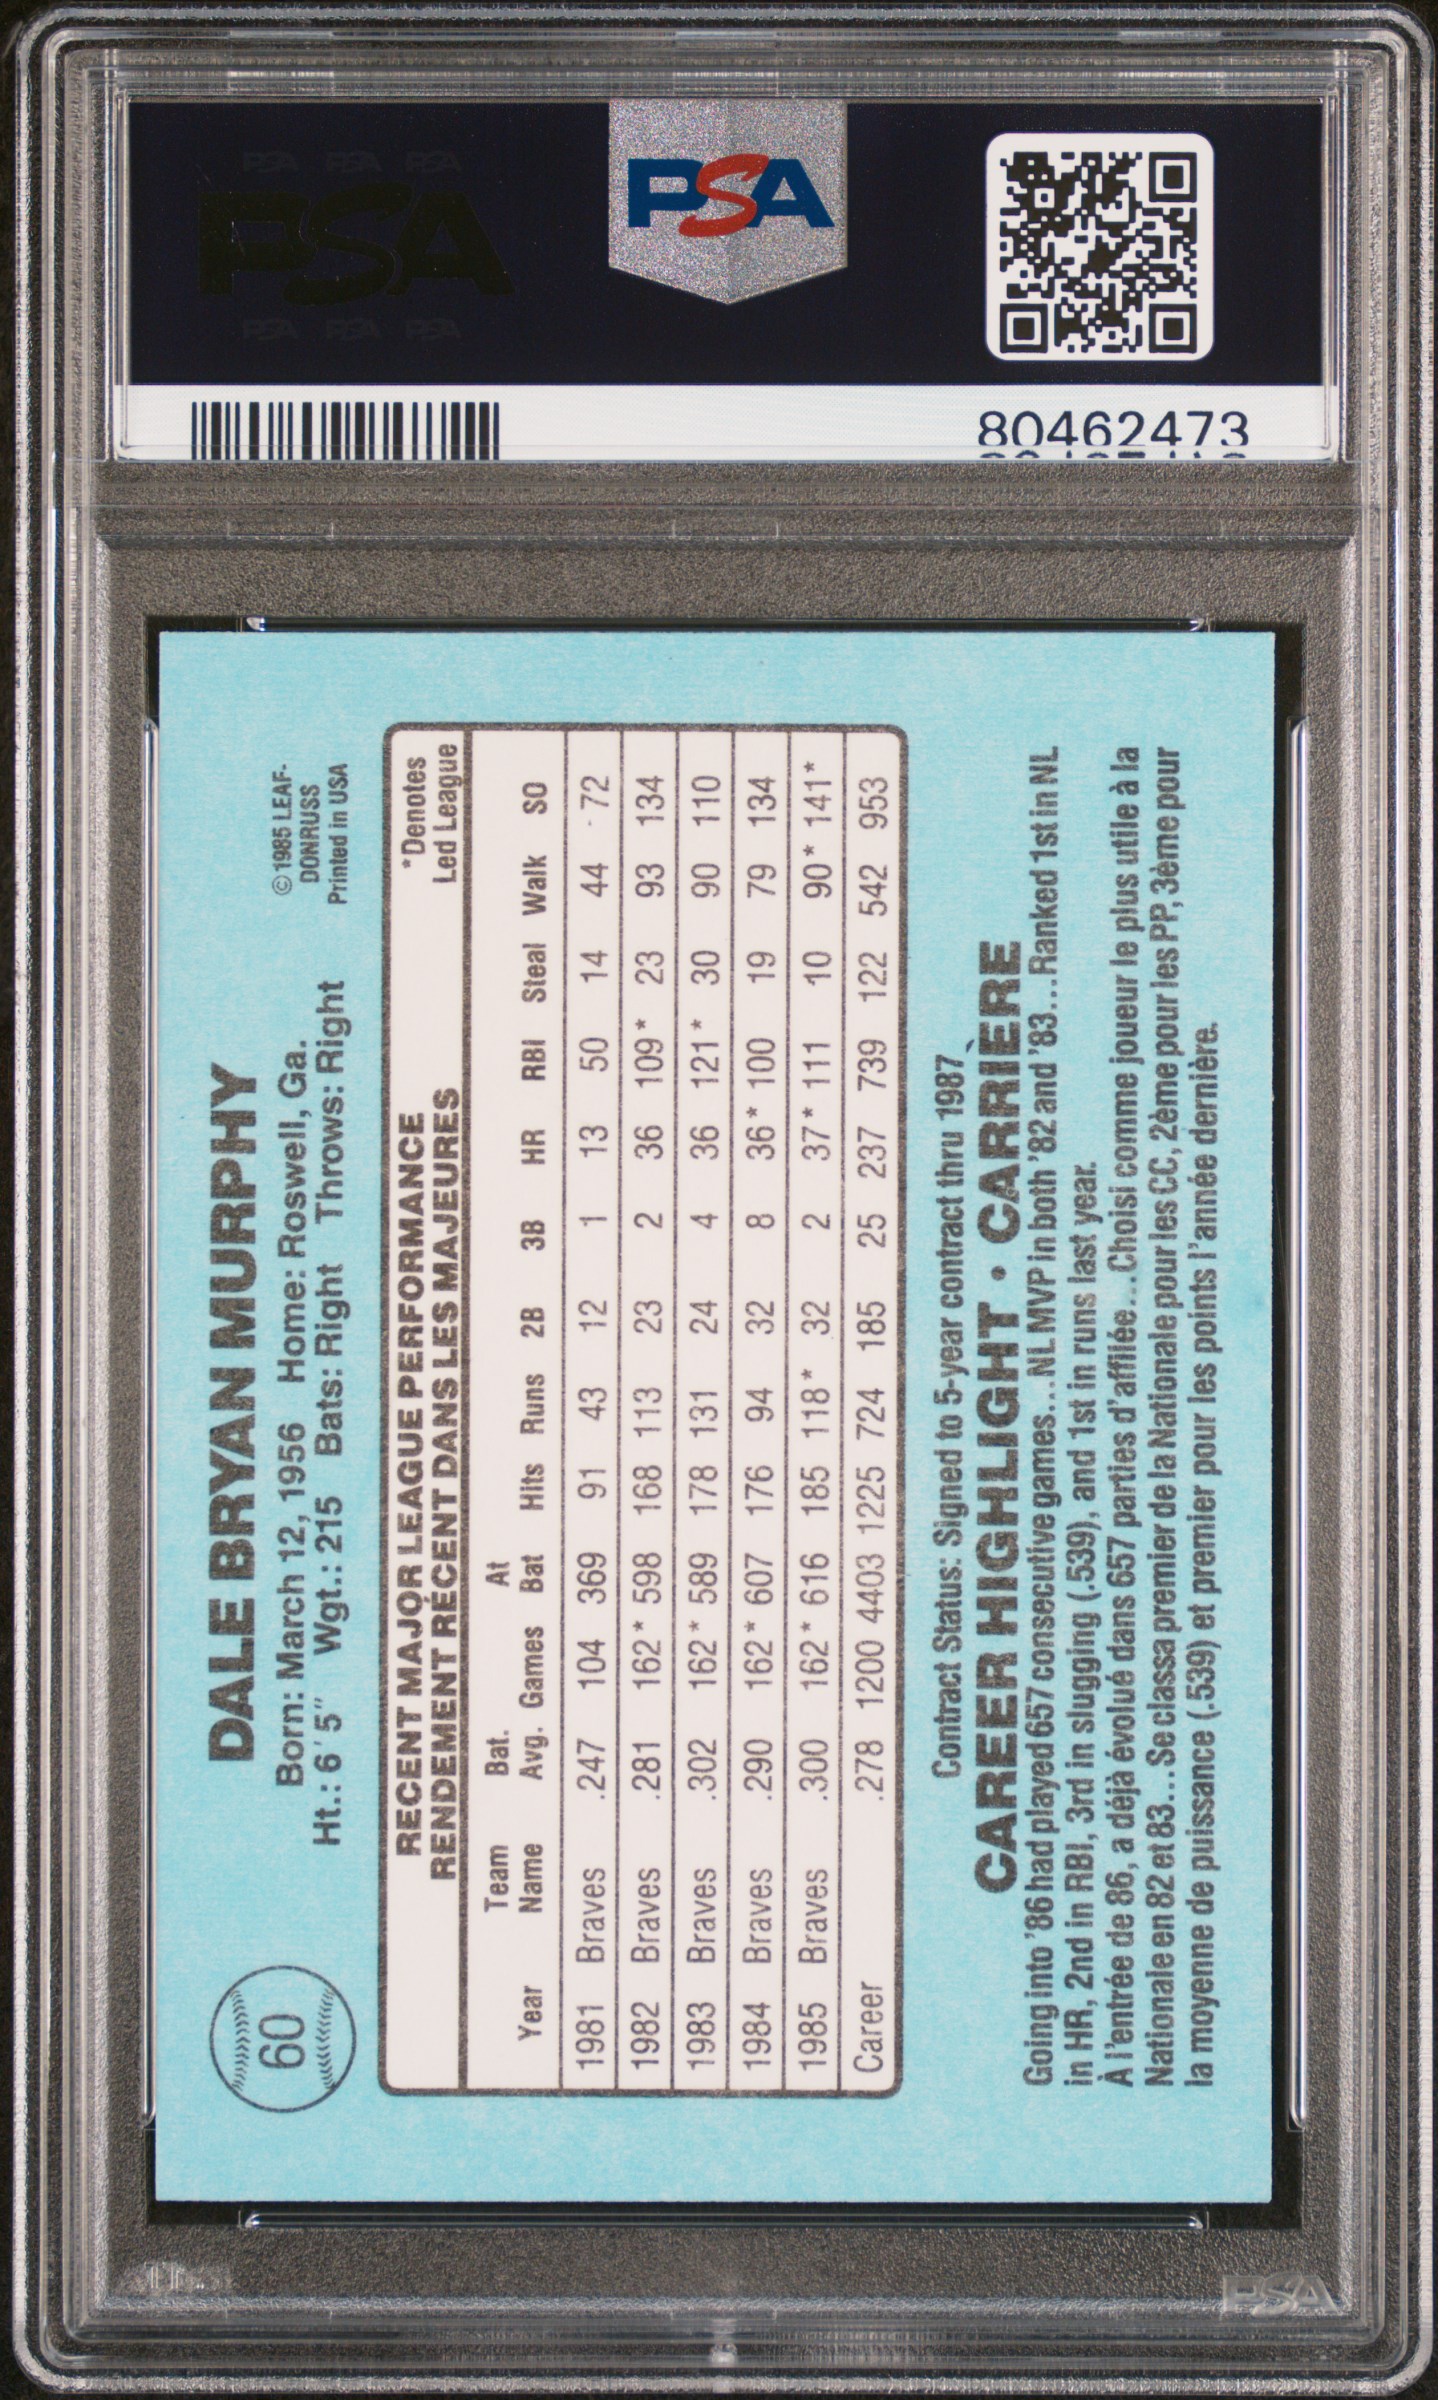 PSA PSA PSA
PSA
PSA PSA PSA
PSA
80462473
60
DALE BRYAN MURPHY
Born: March 12, 1956 Home: Roswell, Ga.
Ht.: 6'5" Wgt.: 215 Bats: Right Throws: Right
© 1985 LEAF-
DONRUSS
Printed in USA
RECENT MAJOR LEAGUE PERFORMANCE
RENDEMENT RÉCENT DANS LES MAJEURES
*Denotes
Led League
Year Team Name Bat. Avg. Games At Bat Hits Runs 2B 3B HR RBI Steal Walk SO
1981 Braves .247 104 369 91 43 12 1 13 50 14 44 72
1982 Braves .281 162* 598 168 113 23 2 36 109* 23 93 134
1983 Braves .302 162* 589 178 131 24 4 36 121* 30 90 110
1984 Braves .290 162* 607 176 94 32 8 36* 100 19 79 134
1985 Braves .300 162* 616 185 118* 32 2 37* 111 10 90* 141*
Career .278 1200 4403 1225 724 185 25 237 739 122 542 953
Contract Status: Signed to 5-year contract thru 1987
CAREER HIGHLIGHT • CARRIÈRE
Going into '86 had played 657 consecutive games...NL MVP in both '82 and '83...Ranked 1st in NL
in HR, 2nd in RBI, 3rd in slugging (.539), and 1st in runs last year.
À l'entrée de 86, a déjà évolué dans 657 parties d'affilée...Choisi comme joueur le plus utile à la
Nationale en 82 et 83...Se classa premier de la Nationale pour les CC, 2ème pour les PP, 3ème pour
la moyenne de puissance (.539) et premier pour les points l'année dernière.
PSA